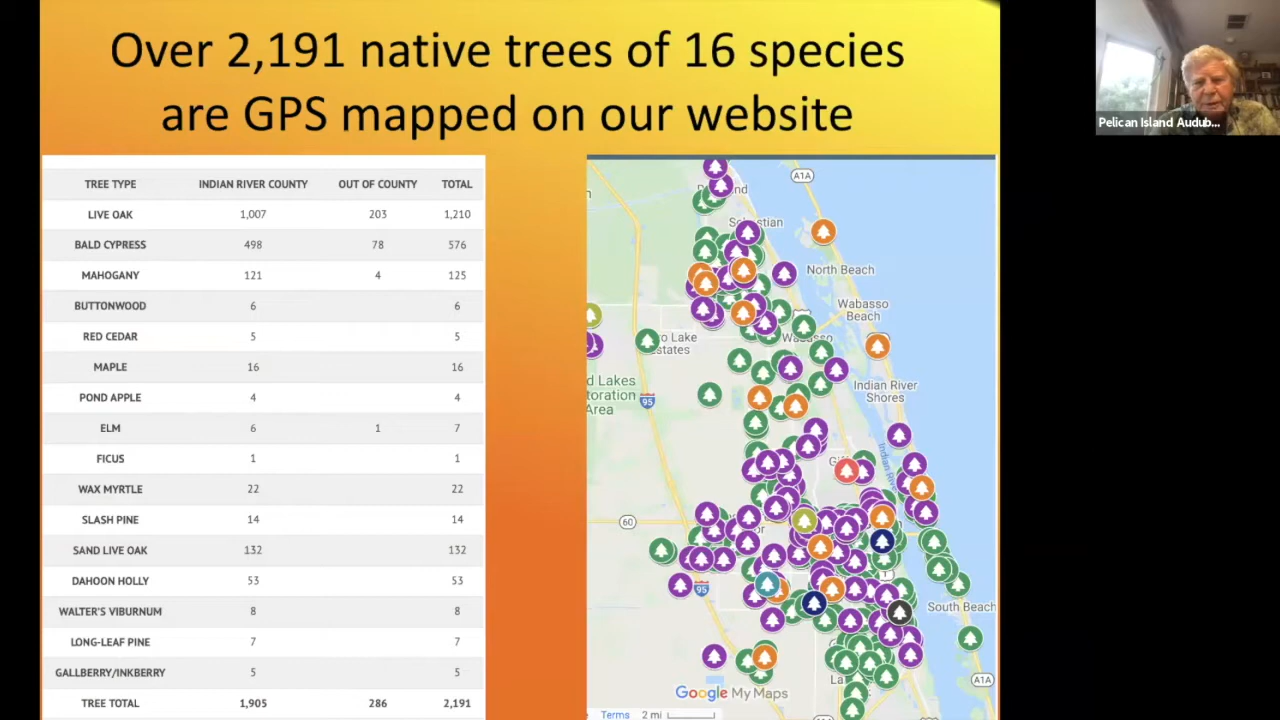 Over 2,191 native trees of 16 species
are GPS mapped on our website
TREE TYPE INDIAN RIVER COUNTY OUT OF COUNTY TOTAL
LIVE OAK 1,007 203 1,210
BALD CYPRESS 498 78 576
MAHOGANY 121 4 125
BUTTONWOOD 6 6
RED CEDAR 5 5
MAPLE 16 16
POND APPLE 4 4
ELM 6 1 7
FICUS 1 1
WAX MYRTLE 22 22
SLASH PINE 14 14
SAND LIVE OAK 132 132
DAHOON HOLLY 53 53
WALTER'S VIBURNUM 8 8
LONG-LEAF PINE 7 7
GALLBERRY/INKBERRY 5 5
TREE TOTAL 1,905 286 2,191
A1A
Sebastian
North Beach
Wabasso
Beach
Lake
Estates
Lakes
Area
95
Indian River
Shores
60
95
1
South Beach
A1A
Google My Maps
Terms 2 mi
Pelican Island Audub...